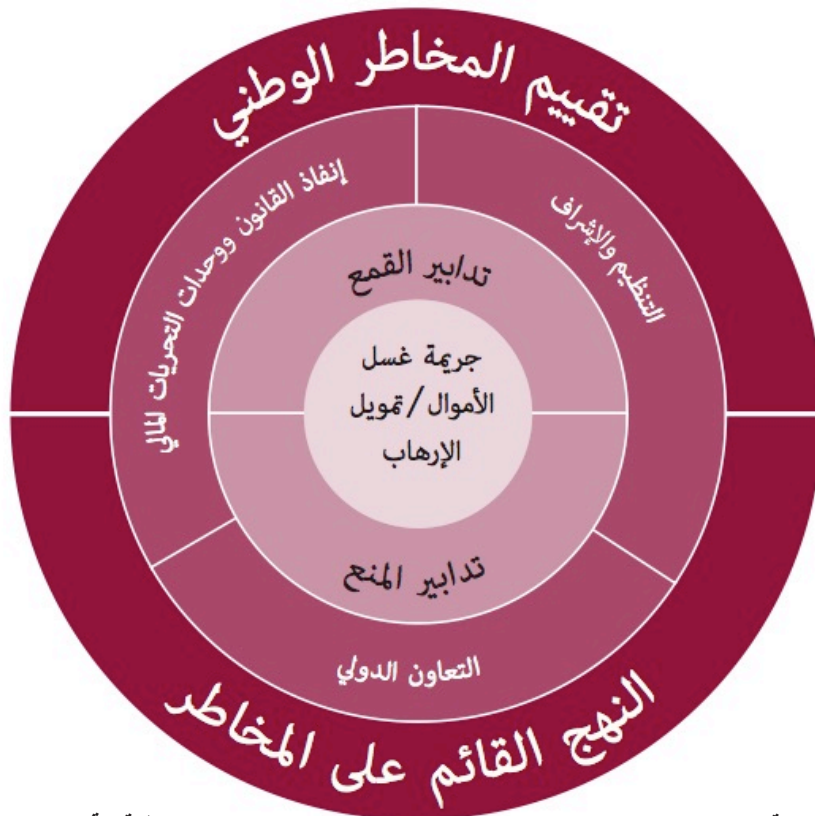 تقييم المخاطر الوطني
إنفاذ القانون ووحدات التحريات المالي
التنظيم والإشراف
تدابير القمع
جريمة غسل
الأموال/تمويل
الإرهاب
تدابير المنع
التعاون الدولي
النهج القائم على المخاطر